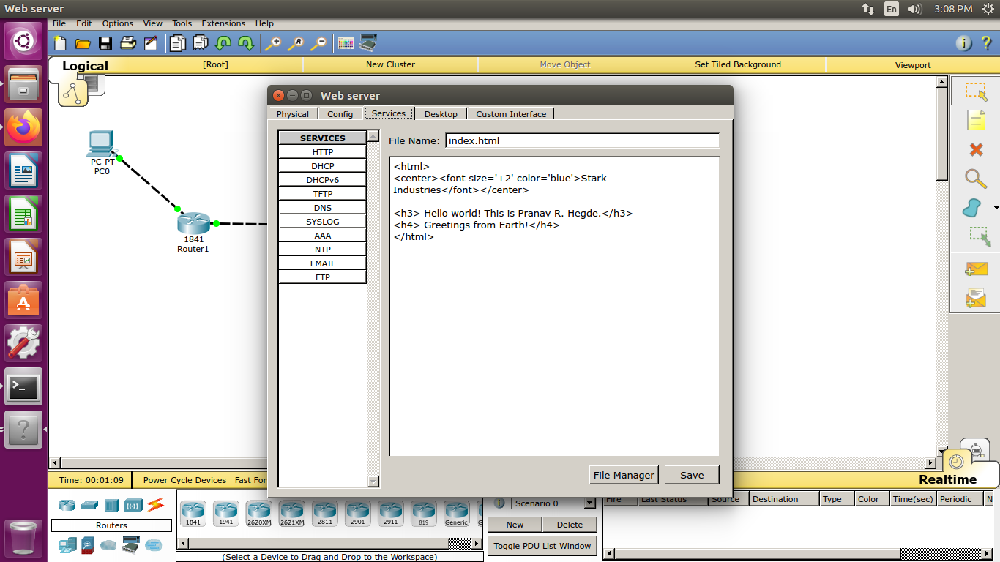 Web server
En
3:08 PM
File Edit Options View Tools Extensions Help
Logical
[Root]
New Cluster
Move Object
Set Tiled Background
Viewport
PC-PT
PC0
1841
Router1
Web server
Physical Config Services Desktop Custom Interface
SERVICES
HTTP
DHCP
DHCPv6
TFTP
DNS
SYSLOG
AAA
NTP
EMAIL
FTP
File Name: index.html
<html>
<center><font size='+2' color='blue'>Stark
Industries</font></center>
<h3> Hello world! This is Pranav R. Hegde.</h3>
<h4> Greetings from Earth!</h4>
</html>
File Manager Save
Time: 00:01:09 Power Cycle Devices Fast For
Realtime
Routers
1841 1941 2620XM 2621XM 2811 2901 2911 819 Generic G
(Select a Device to Drag and Drop to the Workspace)
Scenario 0
New Delete
Toggle PDU List Window
Fire Last Status Source Destination Type Color Time(sec) Periodic N